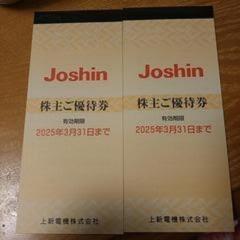 Joshin
株主ご優待券
有効期限
2025年3月31日まで
上新電機株式会社
Joshin
株主ご優待券
有効期限
2025年3月31日まで
上新電機株式会社